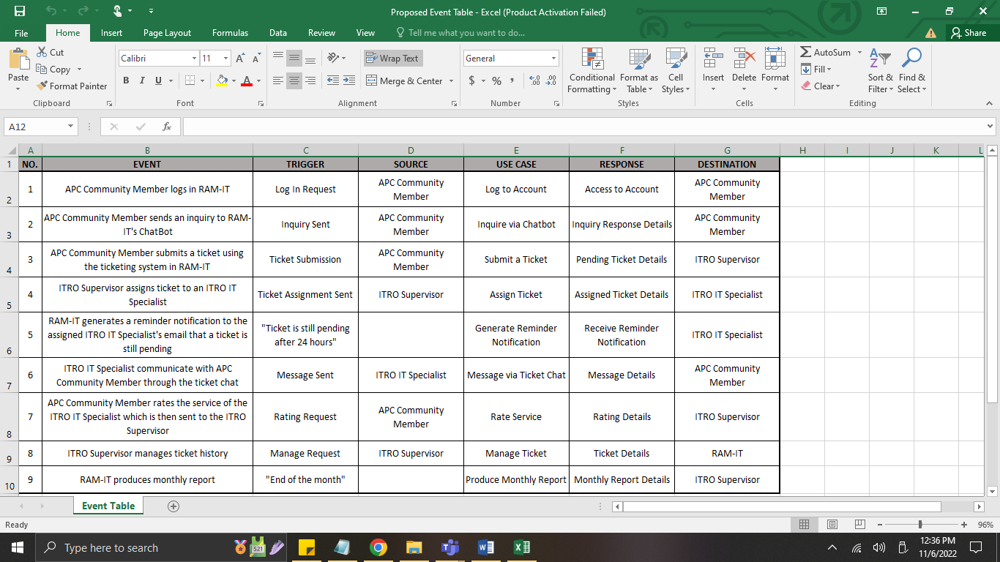 Proposed Event Table - Excel (Product Activation Failed)
File Home Insert Page Layout Formulas Data Review View Tell me what you want to do... Share
Paste
Cut
Copy
Format Painter
Clipboard
Calibri 11
B I U
Font
Wrap Text
Merge & Center
Alignment
General
$ % ,
Number
Conditional Formatting
Format as Table
Cell Styles
Styles
Insert Delete Format
Cells
AutoSum
Fill
Clear
Sort & Filter
Find & Select
Editing
A12
fx
A B C D E F G H I J K L
1 NO. EVENT TRIGGER SOURCE USE CASE RESPONSE DESTINATION
2 1 APC Community Member logs in RAM-IT Log In Request APC Community Member Log to Account Access to Account APC Community Member
3 2 APC Community Member sends an inquiry to RAM-IT's ChatBot Inquiry Sent APC Community Member Inquire via Chatbot Inquiry Response Details APC Community Member
4 3 APC Community Member submits a ticket using the ticketing system in RAM-IT Ticket Submission APC Community Member Submit a Ticket Pending Ticket Details ITRO Supervisor
5 4 ITRO Supervisor assigns ticket to an ITRO IT Specialist Ticket Assignment Sent ITRO Supervisor Assign Ticket Assigned Ticket Details ITRO IT Specialist
6 5 RAM-IT generates a reminder notification to the assigned ITRO IT Specialist's email that a ticket is still pending "Ticket is still pending after 24 hours" Generate Reminder Notification Receive Reminder Notification ITRO IT Specialist
7 6 ITRO IT Specialist communicate with APC Community Member through the ticket chat Message Sent ITRO IT Specialist Message via Ticket Chat Message Details APC Community Member
8 7 APC Community Member rates the service of the ITRO IT Specialist which is then sent to the ITRO Supervisor Rating Request APC Community Member Rate Service Rating Details ITRO Supervisor
9 8 ITRO Supervisor manages ticket history Manage Request ITRO Supervisor Manage Ticket Ticket Details RAM-IT
10 9 RAM-IT produces monthly report "End of the month" Produce Monthly Report Monthly Report Details ITRO Supervisor
Event Table
Ready
96%
Type here to search
521
12:36 PM
11/6/2022